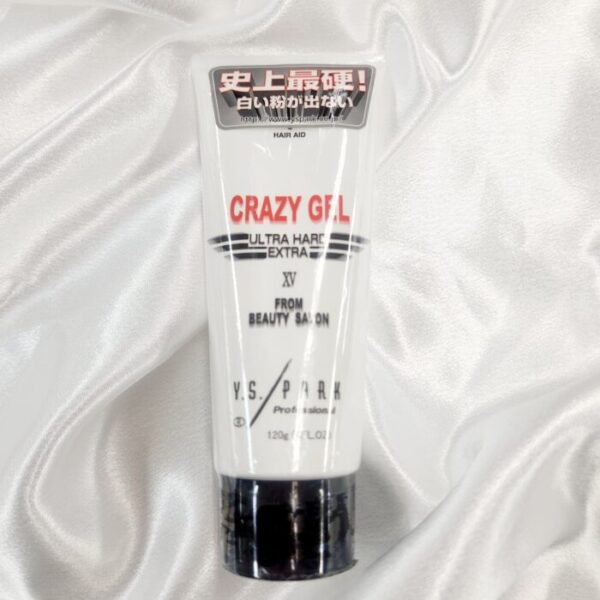 史上最硬!
白い粉が出ない
HAIR AID
CRAZY GEL
ULTRA HARD
EXTRA
XV
FROM
BEAUTY SALON
Y.S./PARK
Professional
120g